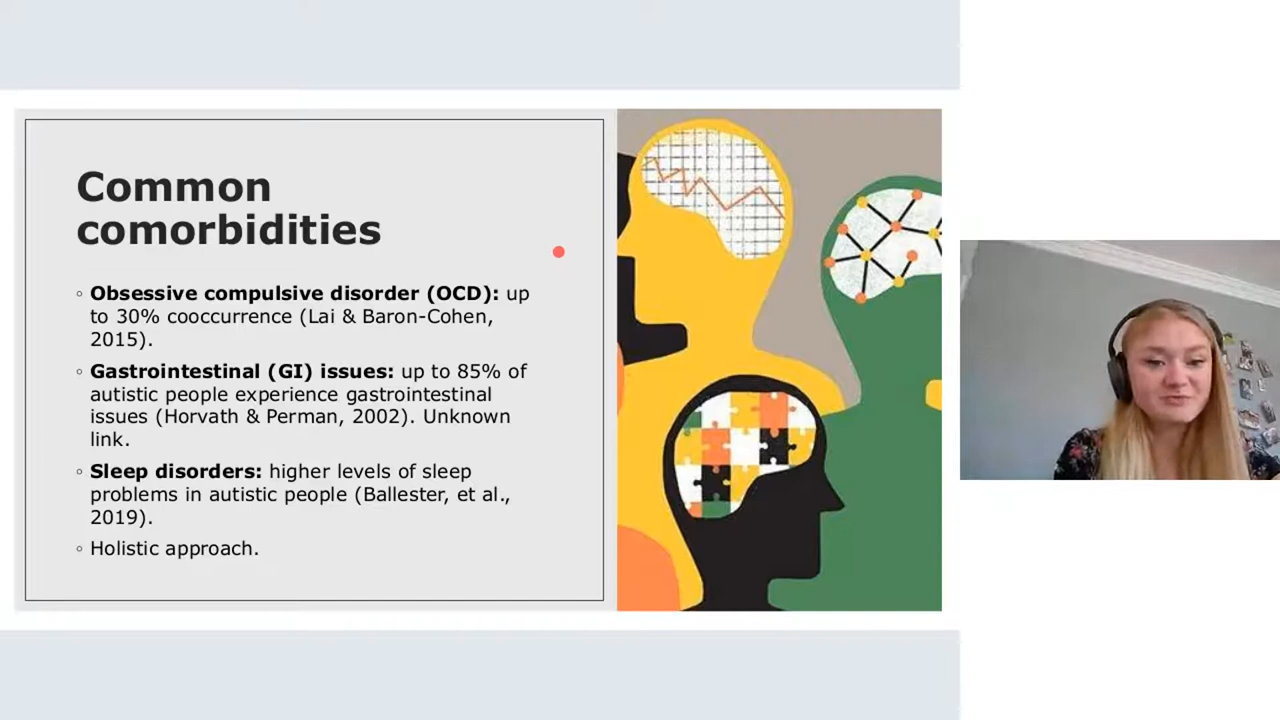 Common
comorbidities
◦ Obsessive compulsive disorder (OCD): up
to 30% cooccurrence (Lai & Baron-Cohen,
2015).
◦ Gastrointestinal (GI) issues: up to 85% of
autistic people experience gastrointestinal
issues (Horvath & Perman, 2002). Unknown
link.
◦ Sleep disorders: higher levels of sleep
problems in autistic people (Ballester, et al.,
2019).
◦ Holistic approach.